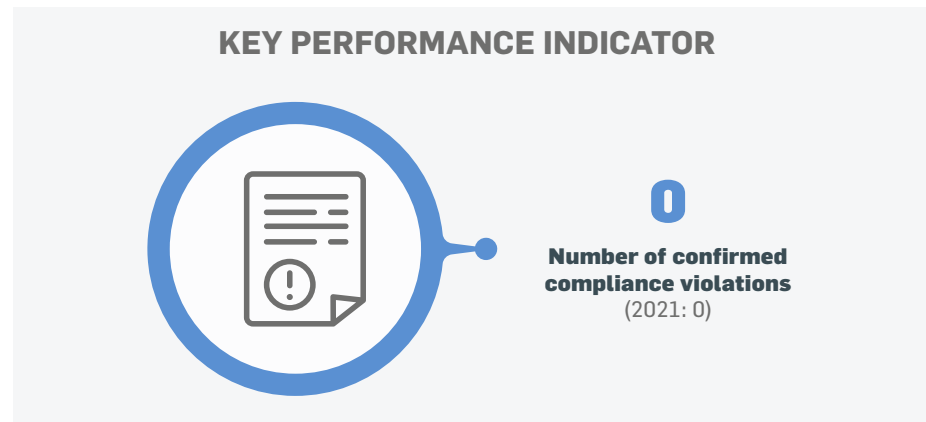 KEY PERFORMANCE INDICATOR
0
Number of confirmed
compliance violations
(2021: 0)